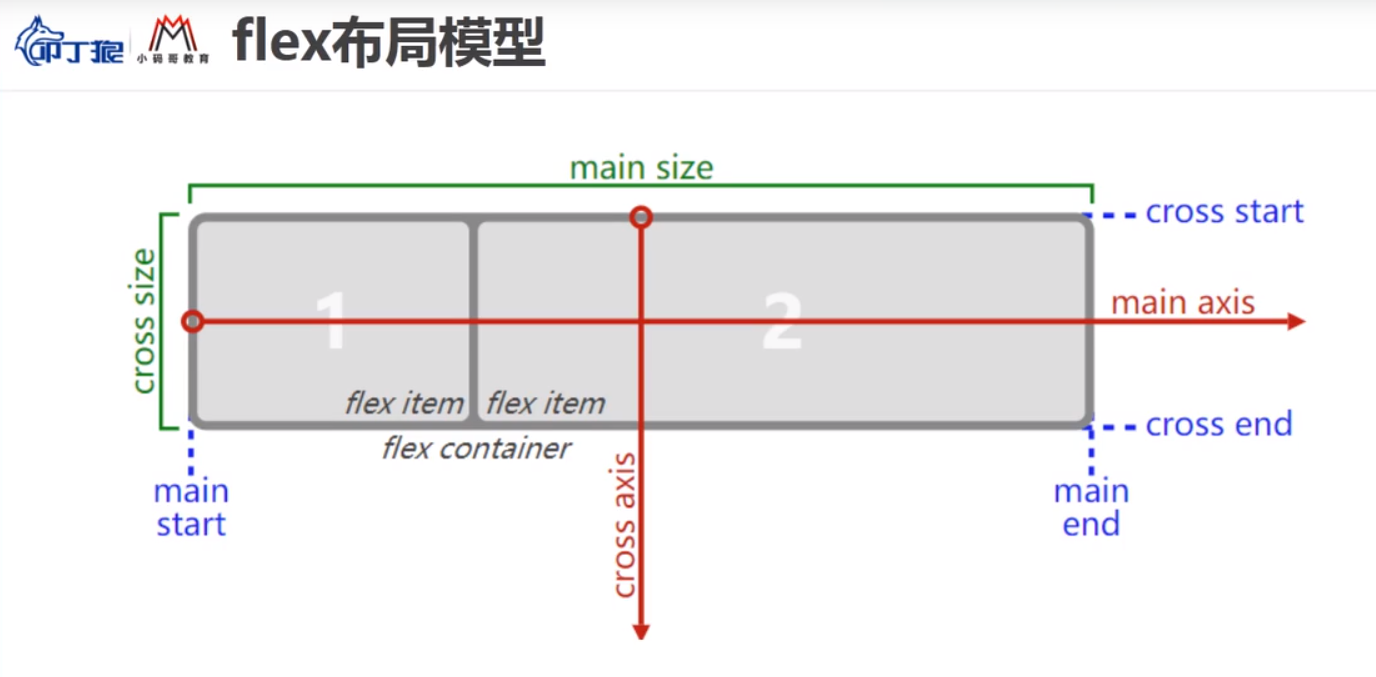 叩丁狼
小码哥教育
flex布局模型
main size
cross start
cross size
main axis
1
2
flex item
flex item
cross end
flex container
cross axis
main
start
main
end